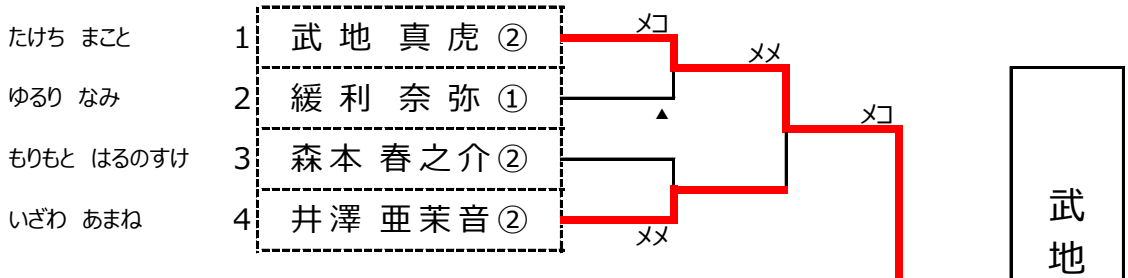 たけち まこと 1 武地 真虎② メコ
メメ
ゆるり なみ 2 緩利 奈弥① ▲
メコ
もりもと はるのすけ 3 森本 春之介②
いざわ あまね 4 井澤 亜茉音② メメ
武地